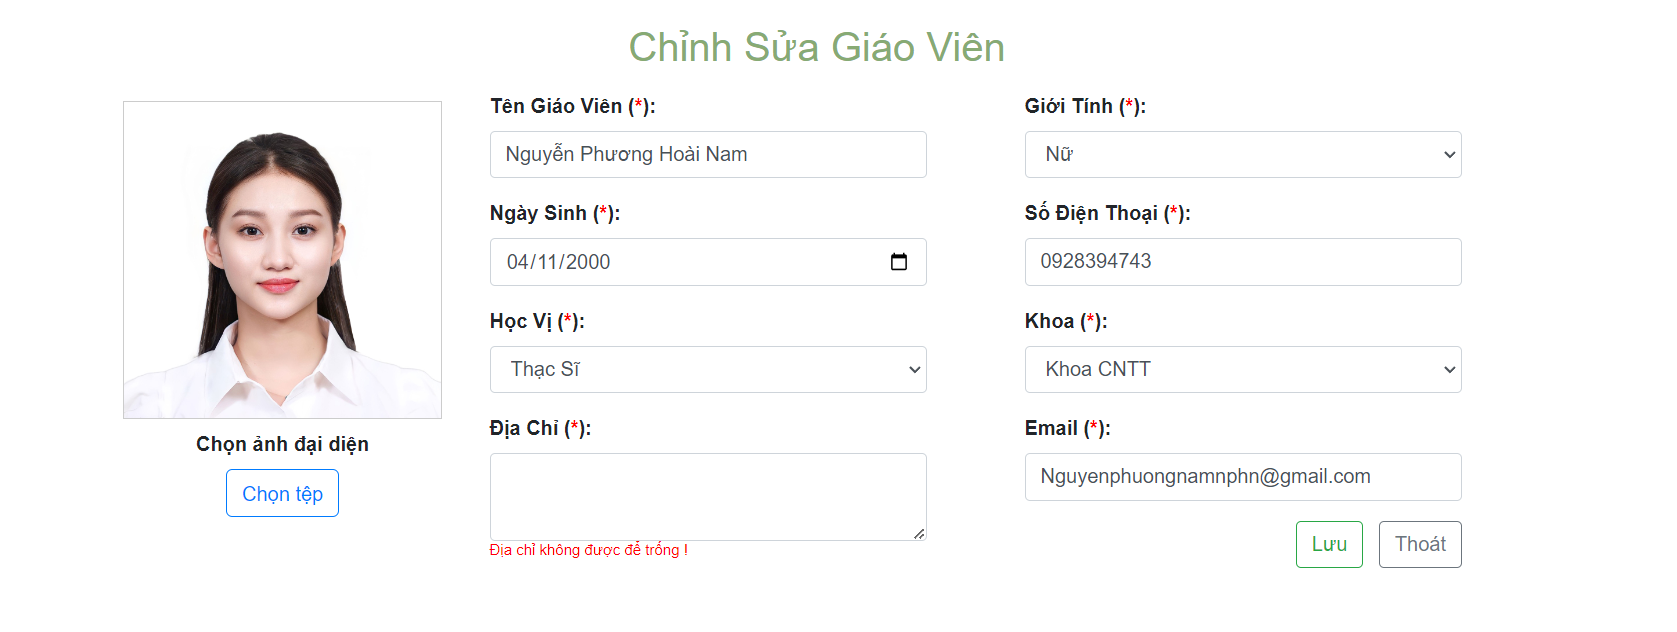 Chỉnh Sửa Giáo Viên
Tên Giáo Viên (*):
Nguyễn Phương Hoài Nam
Giới Tính (*):
Nữ
Ngày Sinh (*):
04/11/2000
Số Điện Thoại (*):
0928394743
Học Vị (*):
Thạc Sĩ
Khoa (*):
Khoa CNTT
Chọn ảnh đại diện
Chọn tệp
Địa Chỉ (*):
Địa chỉ không được để trống !
Email (*):
Nguyenphuongnamnphn@gmail.com
Lưu
Thoát